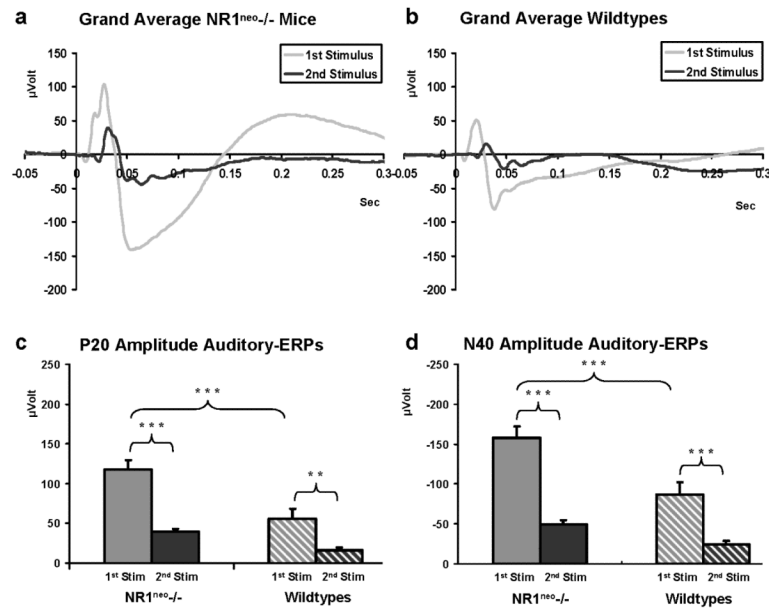 a Grand Average NR1neo-/- Mice
µVolt
1st Stimulus
2nd Stimulus
150
100
50
0
-50
-100
-150
-200
-0.05 0 0.05 0.1 0.15 0.2 0.25 0.3
Sec
b Grand Average Wildtypes
µVolt
1st Stimulus
2nd Stimulus
150
100
50
0
-50
-100
-150
-200
-0.05 0 0.05 0.1 0.15 0.2 0.25 0.3
Sec
c P20 Amplitude Auditory-ERPs
µVolt
250
200
150
100
50
0
***
***
**
1st Stim 2nd Stim 1st Stim 2nd Stim
NR1neo-/- Wildtypes
d N40 Amplitude Auditory-ERPs
µVolt
-250
-200
-150
-100
-50
0
***
***
***
1st Stim 2nd Stim 1st Stim 2nd Stim
NR1neo-/- Wildtypes